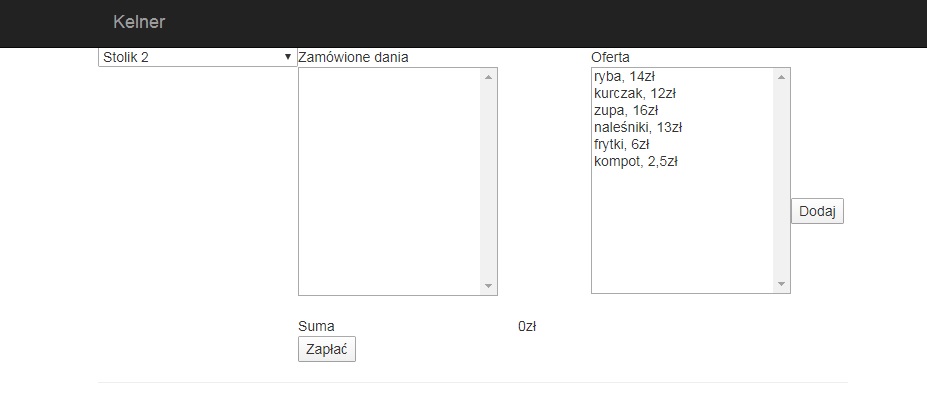 Kelner
Stolik 2
Zamówione dania
Oferta
ryba, 14zł
kurczak, 12zł
zupa, 16zł
naleśniki, 13zł
frytki, 6zł
kompot, 2,5zł
Dodaj
Suma 0zł
Zapłać